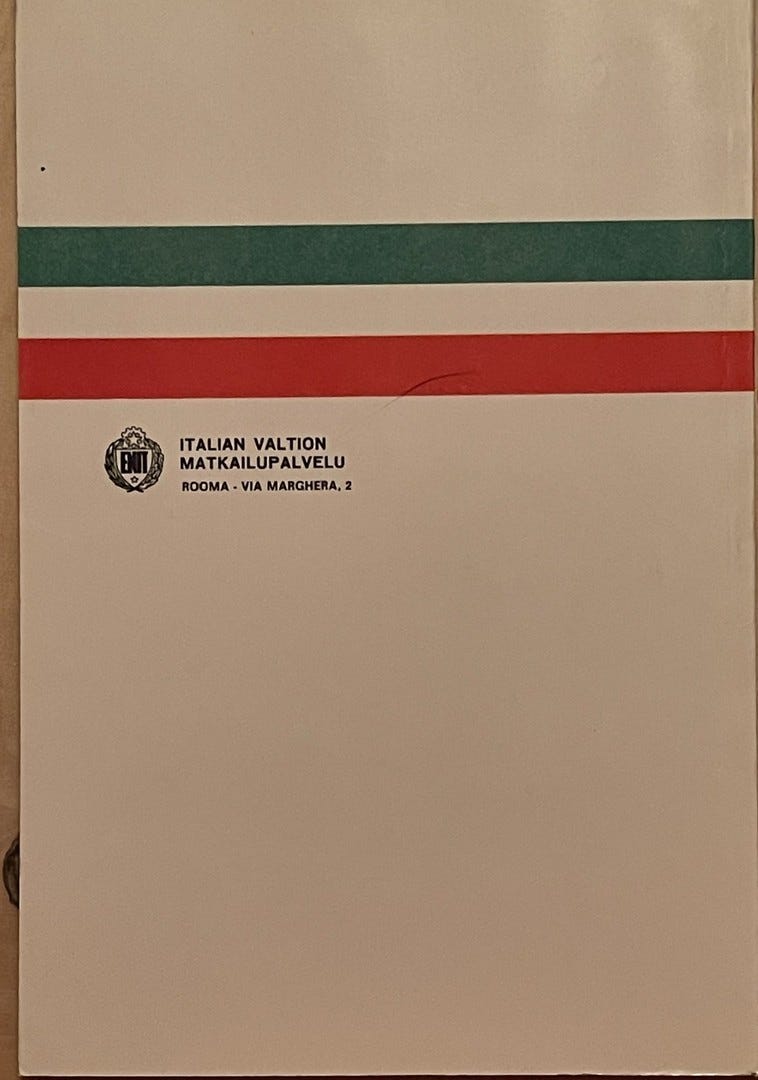 ENIT
ITALIAN VALTION
MATKAILUPALVELU
ROOMA - VIA MARGHERA, 2